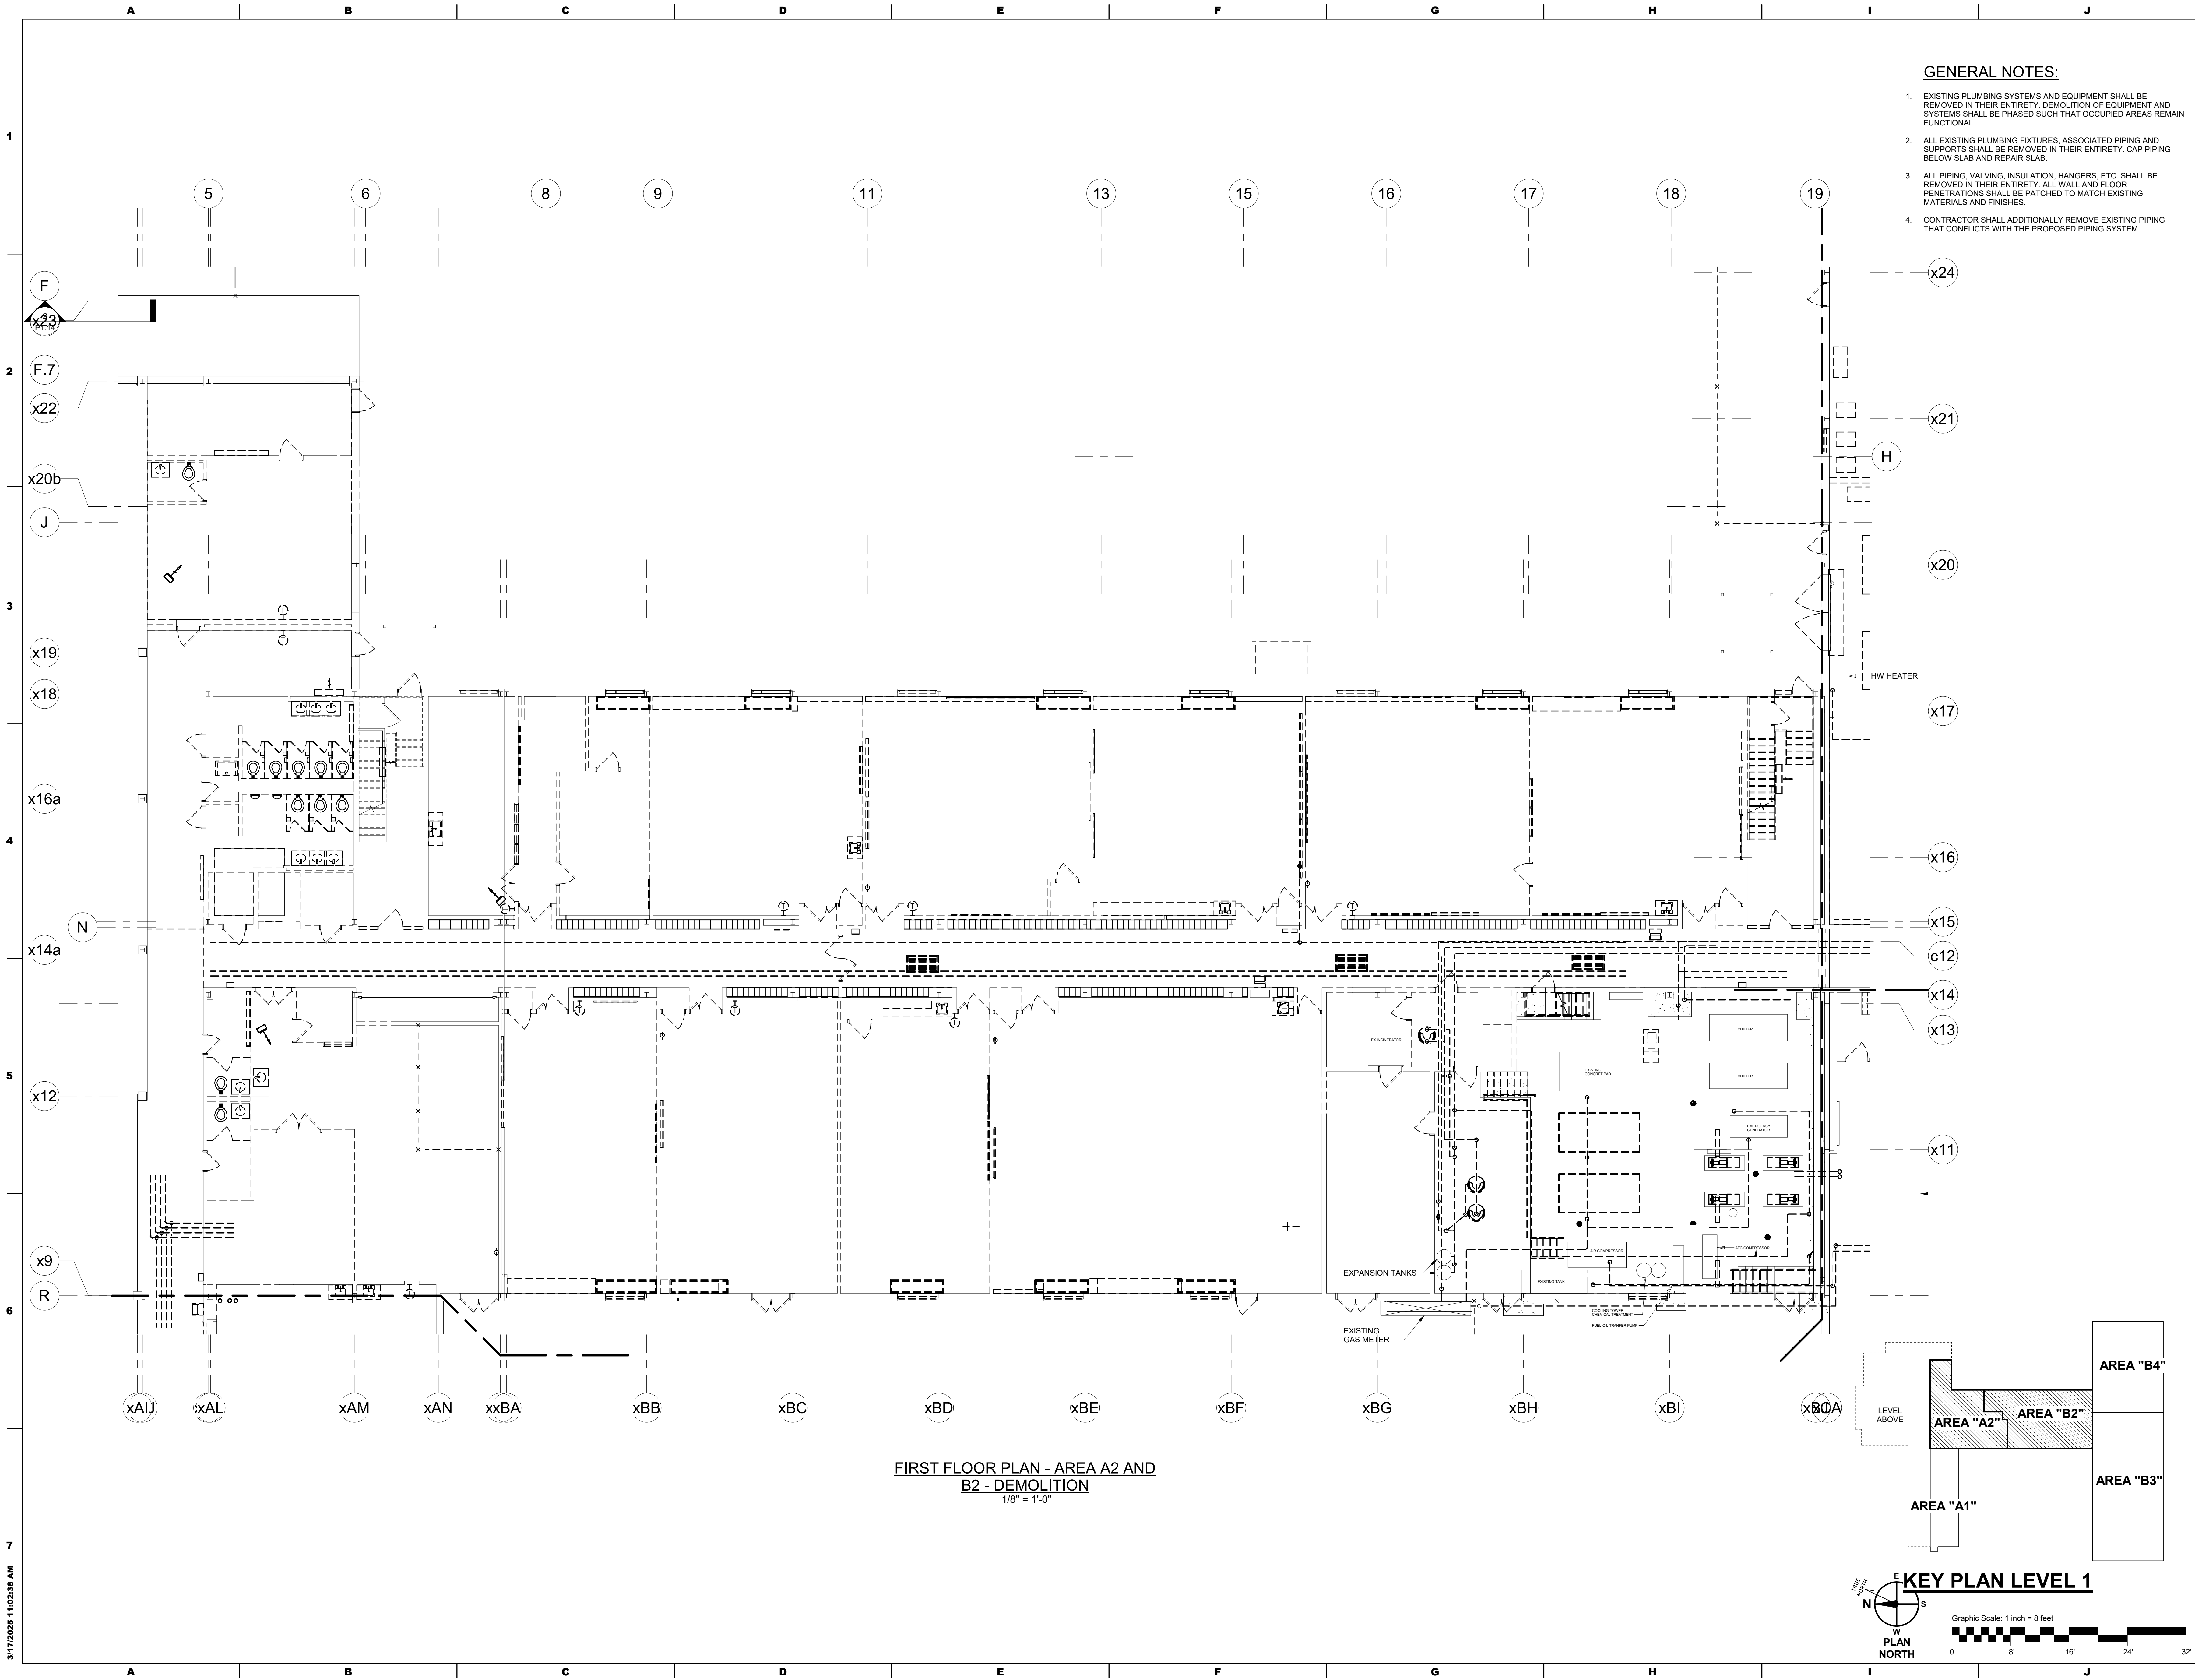 A B C D E F G H I J
GENERAL NOTES:
1. EXISTING PLUMBING SYSTEMS AND EQUIPMENT SHALL BE
REMOVED IN THEIR ENTIRETY. DEMOLITION OF EQUIPMENT AND
SYSTEMS SHALL BE PHASED SUCH THAT OCCUPIED AREAS REMAIN
FUNCTIONAL.
2. ALL EXISTING PLUMBING FIXTURES, ASSOCIATED PIPING AND
SUPPORTS SHALL BE REMOVED IN THEIR ENTIRETY. CAP PIPING
BELOW SLAB AND REPAIR SLAB.
3. ALL PIPING, VALVING, INSULATION, HANGERS, ETC. SHALL BE
REMOVED IN THEIR ENTIRETY. ALL WALL AND FLOOR
PENETRATIONS SHALL BE PATCHED TO MATCH EXISTING
MATERIALS AND FINISHES.
4. CONTRACTOR SHALL ADDITIONALLY REMOVE EXISTING PIPING
THAT CONFLICTS WITH THE PROPOSED PIPING SYSTEM.
1
5 6 8 9 11 13 15 16 17 18 19
F
x23
P1.14
2
F.7
x22
x20b
J
3
x19
x18
x16a
4
N
x14a
5
x12
x9
R
6
7
x24
x21
H
x20
HW HEATER
x17
x16
x15
c12
x14
x13
x11
EX INCINERATOR
EXISTING
CONCRET PAD
CHILLER
CHILLER
EMERGENCY
GENERATOR
AIR COMPRESSOR
ATC COMPRESSOR
EXISTING TANK
EXPANSION TANKS
COOLING TOWER
CHEMICAL TREATMENT
FUEL OIL TRANFER PUMP
EXISTING
GAS METER
xAIJ xAL xAM xAN xxBA xBB xBC xBD xBE xBF xBG xBH xBI
FIRST FLOOR PLAN - AREA A2 AND
B2 - DEMOLITION
1/8" = 1'-0"
LEVEL
ABOVE
AREA "A2"
AREA "B2"
AREA "B4"
AREA "B3"
AREA "A1"
KEY PLAN LEVEL 1
TRUE
NORTH
E
N
S
W
PLAN
NORTH
Graphic Scale: 1 inch = 8 feet
0 8' 16' 24' 32'
3/17/2025 11:02:38 AM
A B C D E F G H I J